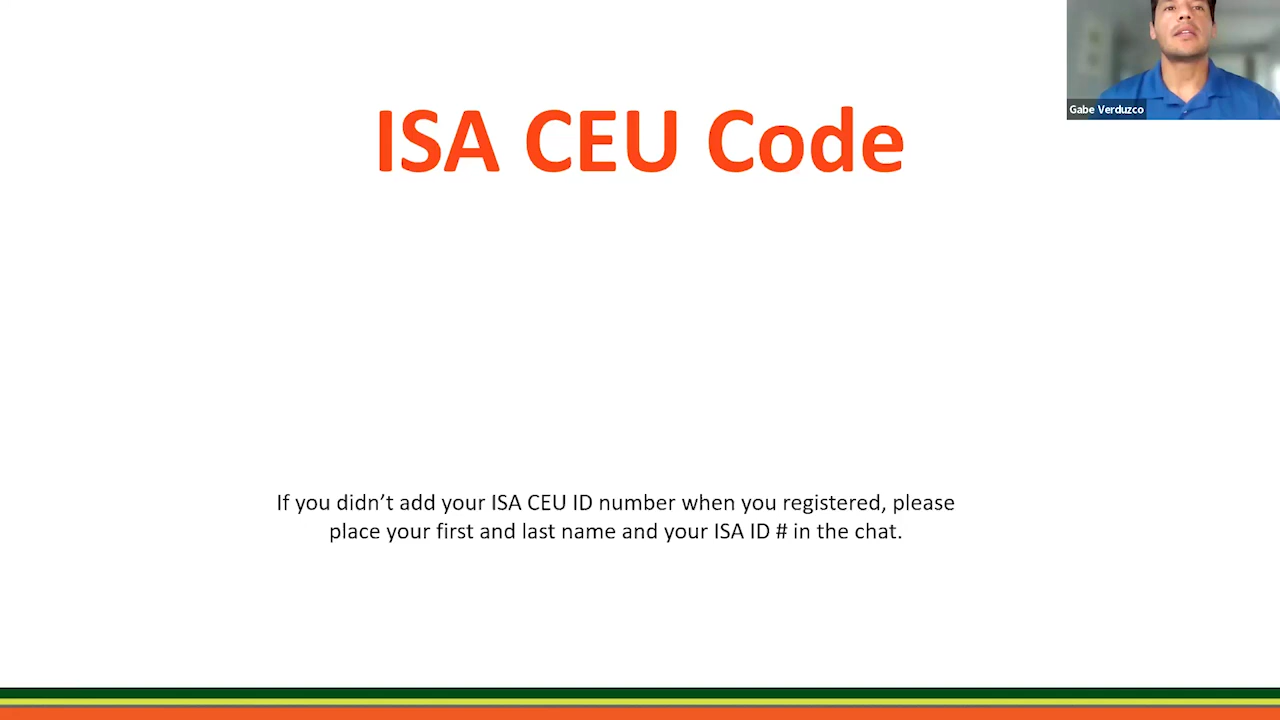 ISA CEU Code
Gabe Verduzco
If you didn’t add your ISA CEU ID number when you registered, please
place your first and last name and your ISA ID # in the chat.